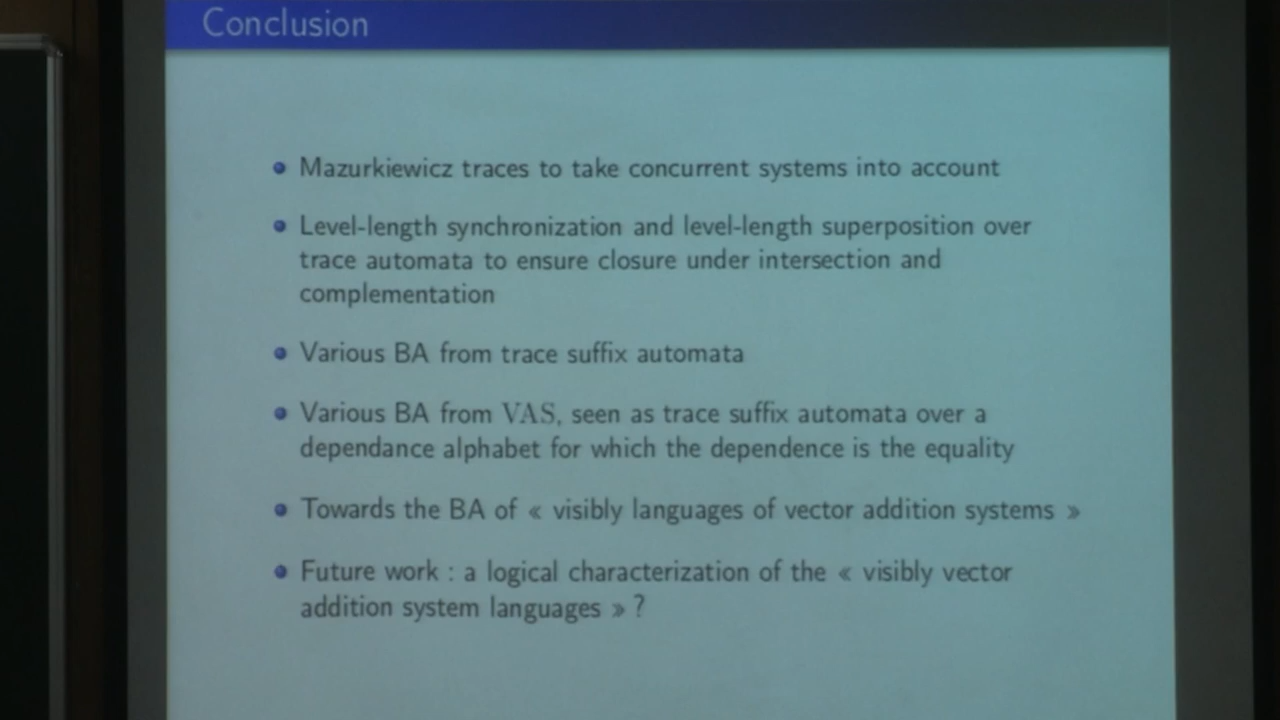 Conclusion
Mazurkiewicz traces to take concurrent systems into account
Level-length synchronization and level-length superposition over
trace automata to ensure closure under intersection and
complementation
Various BA from trace suffix automata
Various BA from VAS, seen as trace suffix automata over a
dependance alphabet for which the dependence is the equality
Towards the BA of « visibly languages of vector addition systems »
Future work : a logical characterization of the « visibly vector
addition system languages » ?